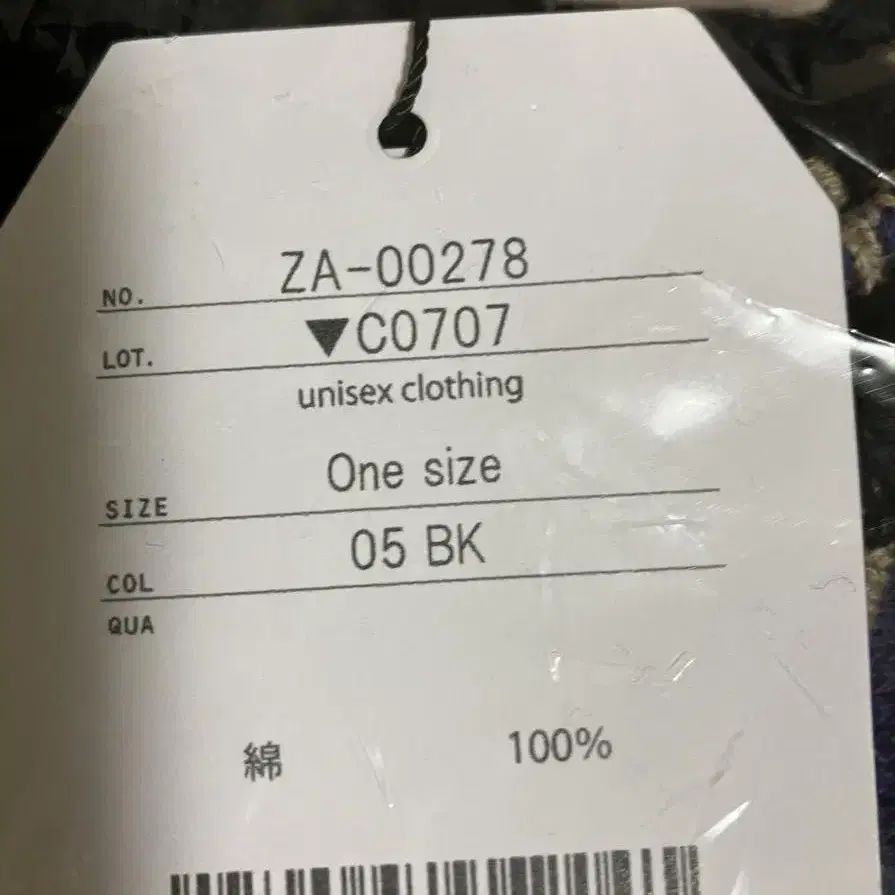 NO. ZA-00278
LOT. ▼C0707
unisex clothing
SIZE One size
COL 05 BK
QUA
綿 100%